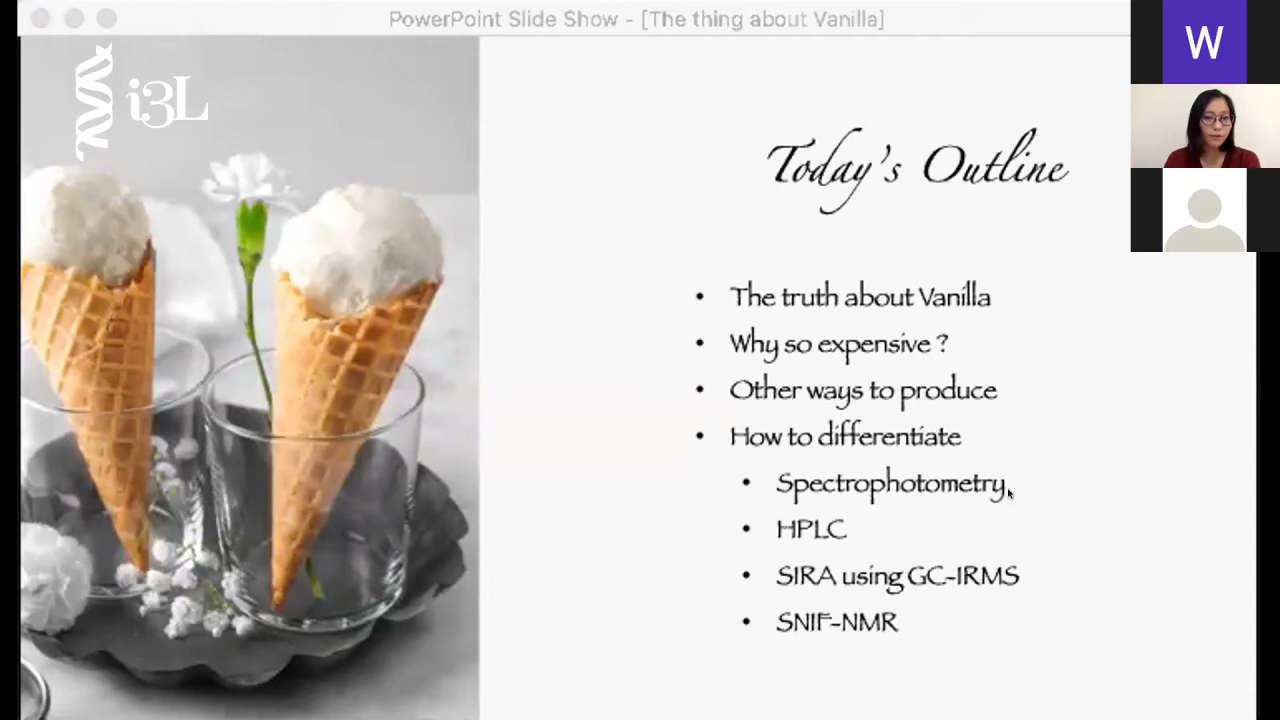 PowerPoint Slide Show - [The thing about Vanilla]
i3L
W
Today's Outline
• The truth about Vanilla
• Why so expensive ?
• Other ways to produce
• How to differentiate
• Spectrophotometry
• HPLC
• SIRA using GC-IRMS
• SNIF-NMR